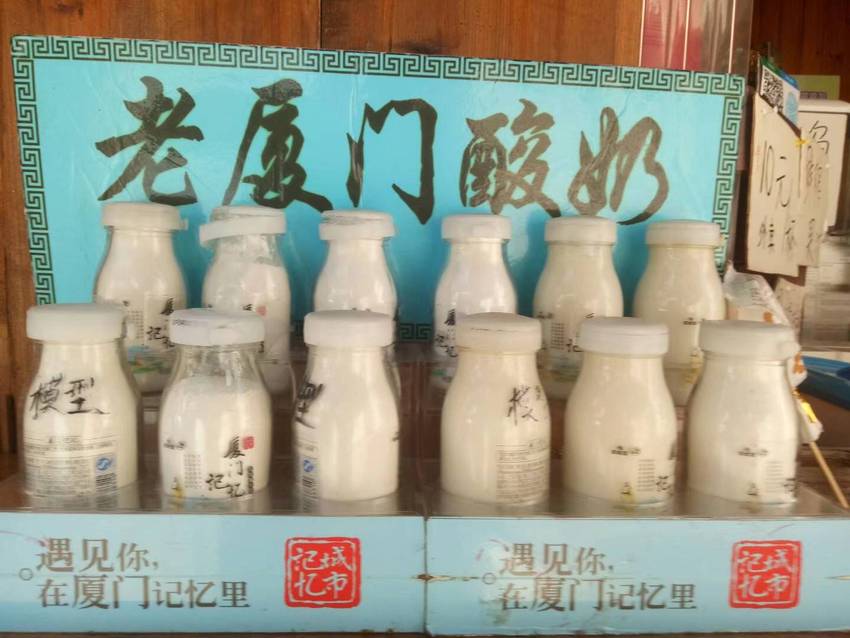 老厦门酸奶
10元
模型
厦门
记忆
模
遇见你,
在厦门记忆里
城市
记忆
遇见你,
在厦门记忆里
城市
记忆